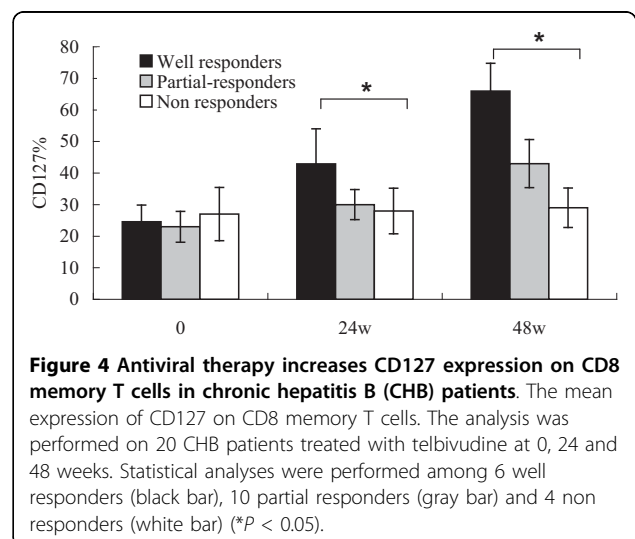 80
70
60
50
40
30
20
10
0
CD127%
Well responders
Partial-responders
Non responders
*
*
0 24w 48w
Figure 4 Antiviral therapy increases CD127 expression on CD8
memory T cells in chronic hepatitis B (CHB) patients. The mean
expression of CD127 on CD8 memory T cells. The analysis was
performed on 20 CHB patients treated with telbivudine at 0, 24 and
48 weeks. Statistical analyses were performed among 6 well
responders (black bar), 10 partial responders (gray bar) and 4 non
responders (white bar) (*P < 0.05).